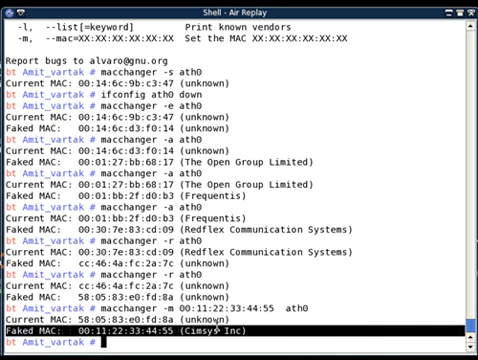 Shell - Air Replay
-l, --list[=keyword] Print known vendors
-m, --mac=XX:XX:XX:XX:XX:XX Set the MAC XX:XX:XX:XX:XX:XX
Report bugs to alvaro@gnu.org
bt Amit_vartak # macchanger -s ath0
Current MAC: 00:14:6c:9b:c3:47 (unknown)
bt Amit_vartak # ifconfig ath0 down
bt Amit_vartak # macchanger -e ath0
Current MAC: 00:14:6c:9b:c3:47 (unknown)
Faked MAC: 00:14:6c:d3:f0:14 (unknown)
bt Amit_vartak # macchanger -a ath0
Current MAC: 00:14:6c:d3:f0:14 (unknown)
Faked MAC: 00:01:27:bb:68:17 (The Open Group Limited)
bt Amit_vartak # macchanger -a ath0
Current MAC: 00:01:27:bb:68:17 (The Open Group Limited)
Faked MAC: 00:01:bb:2f:d0:b3 (Frequentis)
bt Amit_vartak # macchanger -a ath0
Current MAC: 00:01:bb:2f:d0:b3 (Frequentis)
Faked MAC: 00:30:7e:83:cd:09 (Redflex Communication Systems)
bt Amit_vartak # macchanger -r ath0
Current MAC: 00:30:7e:83:cd:09 (Redflex Communication Systems)
Faked MAC: cc:46:4a:fc:2a:7c (unknown)
bt Amit_vartak # macchanger -r ath0
Current MAC: cc:46:4a:fc:2a:7c (unknown)
Faked MAC: 58:05:83:e0:fd:8a (unknown)
bt Amit_vartak # macchanger -m 00:11:22:33:44:55 ath0
Current MAC: 58:05:83:e0:fd:8a (unknown)
Faked MAC: 00:11:22:33:44:55 (Cimsys Inc)
bt Amit_vartak #